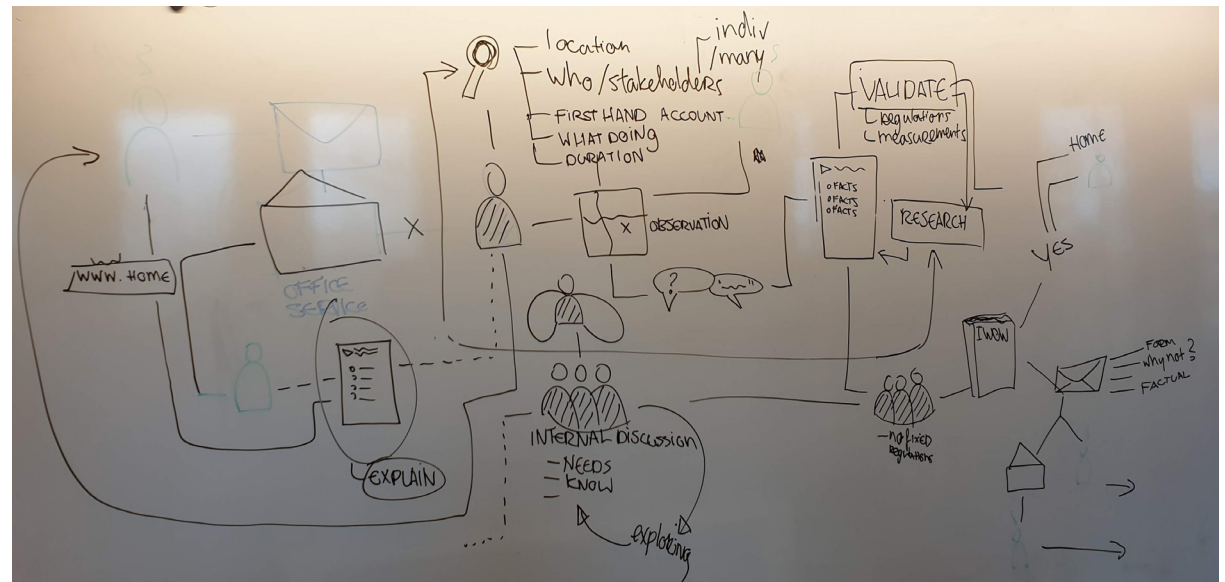 location
who/stakeholders
indiv
/many
FIRST HAND ACCOUNT
WHAT DOING
DURATION
X
OBSERVATION
X
WWW.HOME
OFFICE
SERVICE
EXPLAIN
?
INTERNAL DISCUSSION
- NEEDS
- KNOW
-
exploring
VALIDATE
regulations
measurements
FACTS
FACTS
FACTS
RESEARCH
- no fixed
regulations
HOME
YES
FORM
why not?
FACTUAL